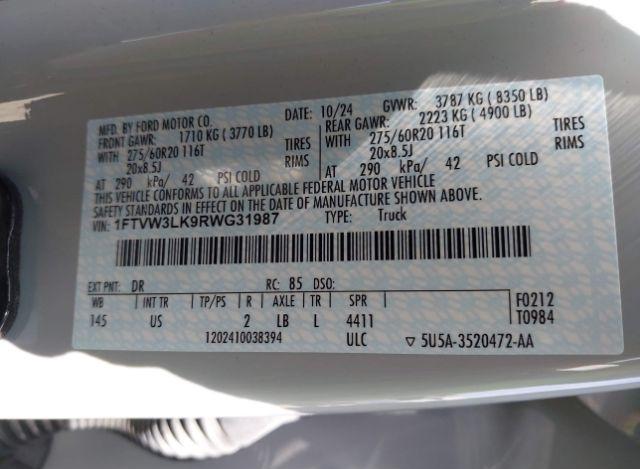 MFD. BY FORD MOTOR CO. DATE: 10/24 GVWR: 3787 KG ( 8350 LB)
FRONT GAWR: 1710 KG ( 3770 LB) REAR GAWR: 2223 KG ( 4900 LB)
WITH 275/60R20 116T TIRES WITH 275/60R20 116T TIRES
20x8.5J RIMS 20x8.5J RIMS
AT 290 kPa/ 42 PSI COLD AT 290 kPa/ 42 PSI COLD
THIS VEHICLE CONFORMS TO ALL APPLICABLE FEDERAL MOTOR VEHICLE
SAFETY STANDARDS IN EFFECT ON THE DATE OF MANUFACTURE SHOWN ABOVE.
VIN: 1FTVW3LK9RWG31987 TYPE: Truck
EXT PNT: DR RC: 85 DSO:
WB INT TR TP/PS R AXLE TR SPR F0212
145 US 2 LB L 4411 T0984
1202410038394 ULC ▽ 5U5A-3520472-AA